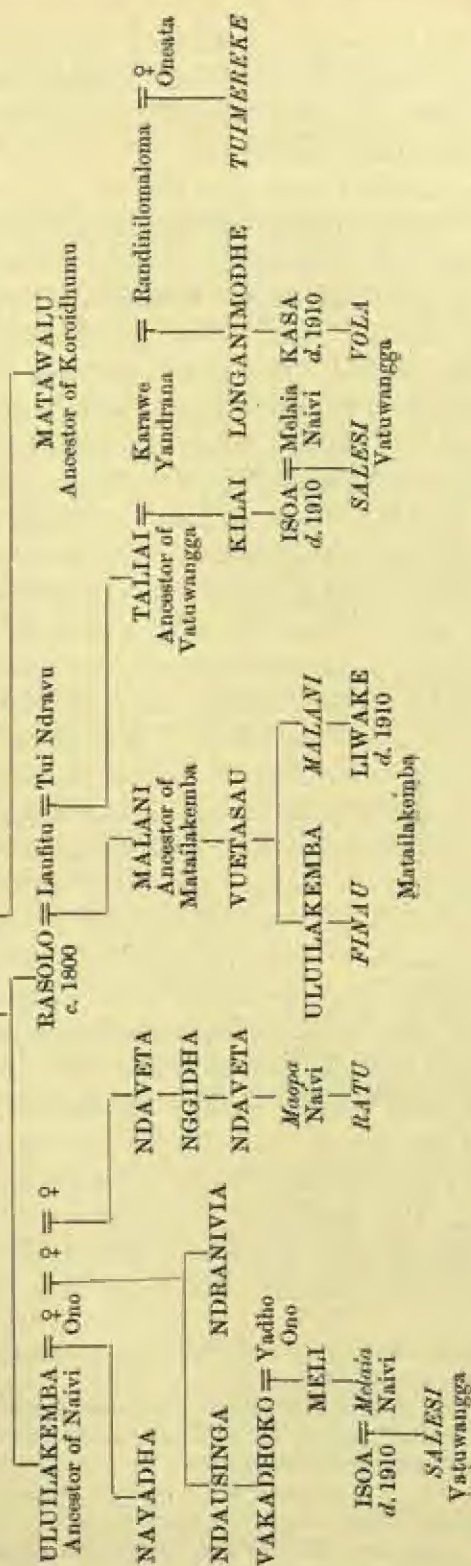 ULUILAKEMBA = ♀ = ♀ = ♀
Ancestor of Naivi Ono
RASOLO = Laufitu = Tui Ndravu
c. 1800
MATAWALU
Ancestor of Koroidhumu
NAYADHA
NDAVETA
MALANI
Ancestor of
Matailakemba
TALIAI =
Ancestor of
Vatuwangga
Karawe = Randinilomaloma = ♀
Yandrana Oneata
NDAUSINGA NDRANIVIA
NGGIDHA
VUETASAU
KILAI LONGANIMODHE TUIMEREKE
VAKADHOKO = Yadho
Ono
NDAVETA
MELI
Maopa
Naivi
ULUILAKEMBA MALANI
ISOA = Melaia KASA
d. 1910 Naivi d. 1910
ISOA = Melaia
d. 1910 Naivi
RATU
FINAU LIWAKE
d. 1910
Matailakemba
SALESI VOLA
Vatuwangga
SALESI
Vatuwangga